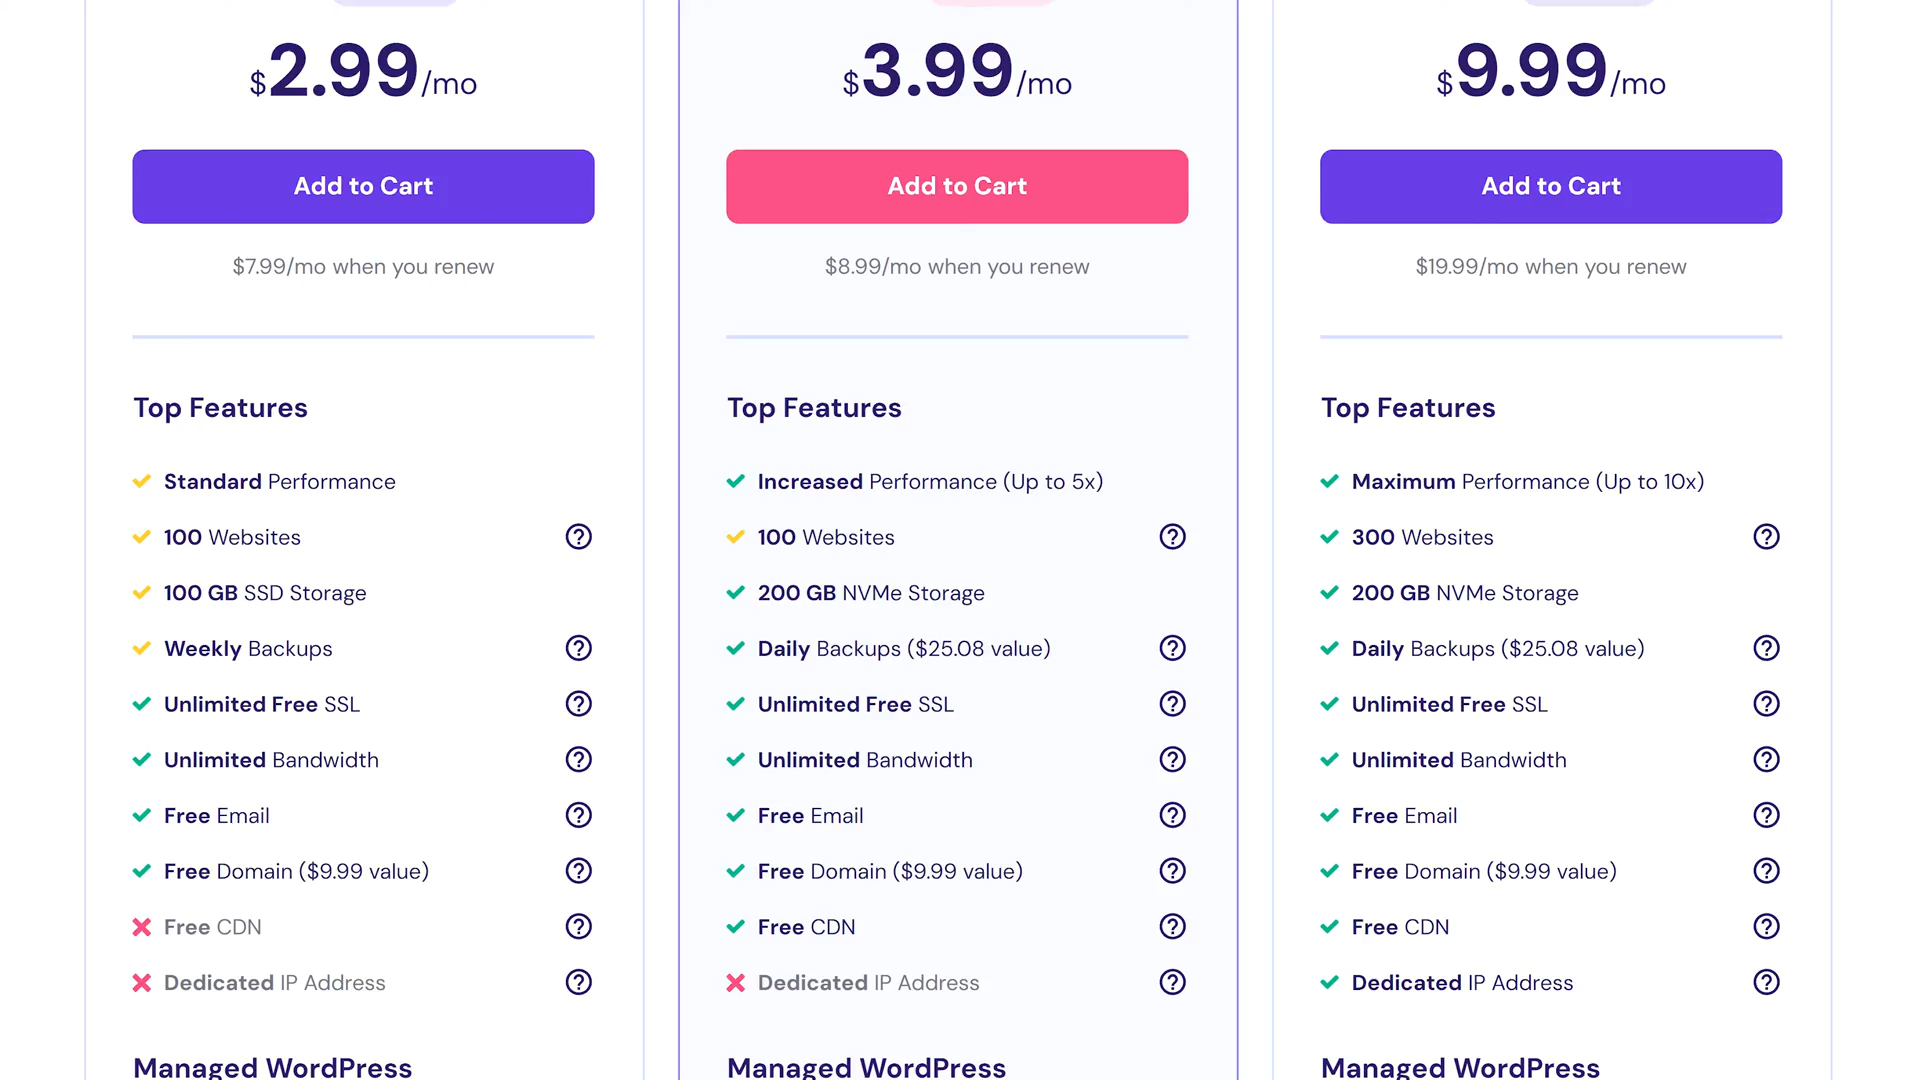 $2.99/mo
Add to Cart
$7.99/mo when you renew
Top Features
Standard Performance
100 Websites
100 GB SSD Storage
Weekly Backups
Unlimited Free SSL
Unlimited Bandwidth
Free Email
Free Domain ($9.99 value)
Free CDN
Dedicated IP Address
Managed WordPress
$3.99/mo
Add to Cart
$8.99/mo when you renew
Top Features
Increased Performance (Up to 5x)
100 Websites
200 GB NVMe Storage
Daily Backups ($25.08 value)
Unlimited Free SSL
Unlimited Bandwidth
Free Email
Free Domain ($9.99 value)
Free CDN
Dedicated IP Address
Managed WordPress
$9.99/mo
Add to Cart
$19.99/mo when you renew
Top Features
Maximum Performance (Up to 10x)
300 Websites
200 GB NVMe Storage
Daily Backups ($25.08 value)
Unlimited Free SSL
Unlimited Bandwidth
Free Email
Free Domain ($9.99 value)
Free CDN
Dedicated IP Address
Managed WordPress